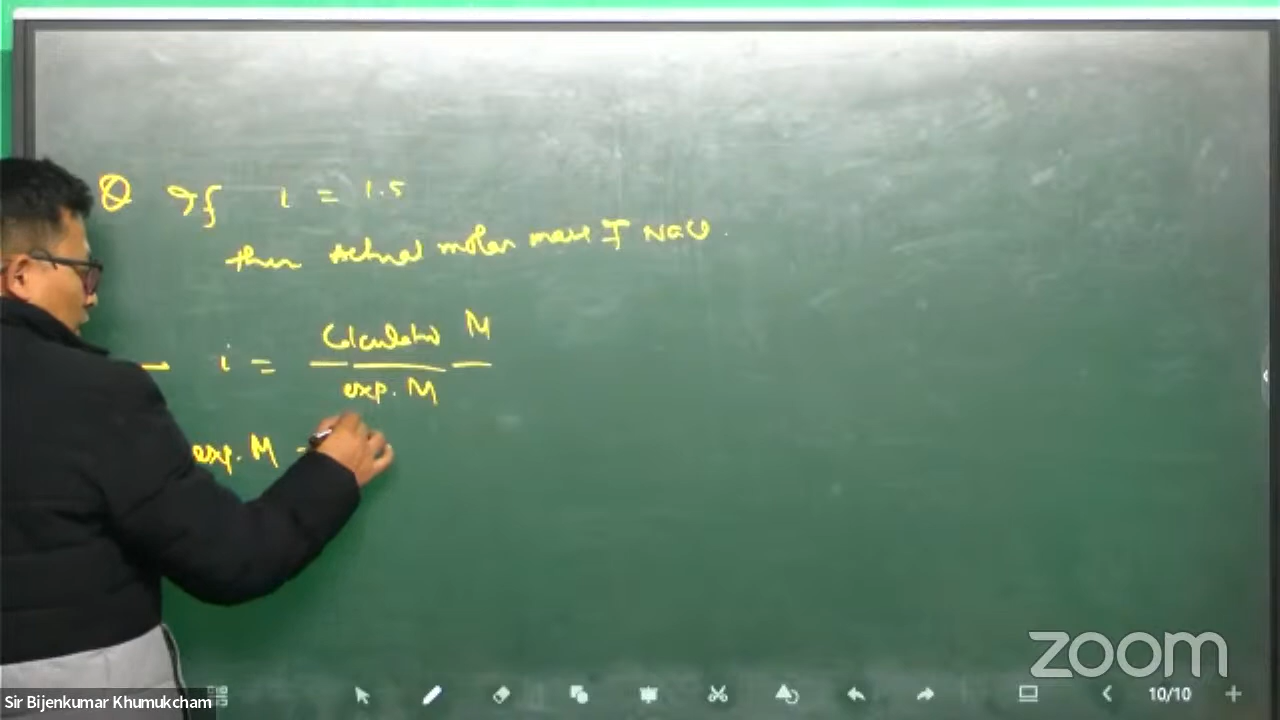 Q If i = 1.5
then Actual molar mass of NaCl.
i = Calculated M
exp. M
exp. M =
zoom
10/10
Sir Bijenkumar Khumukcham